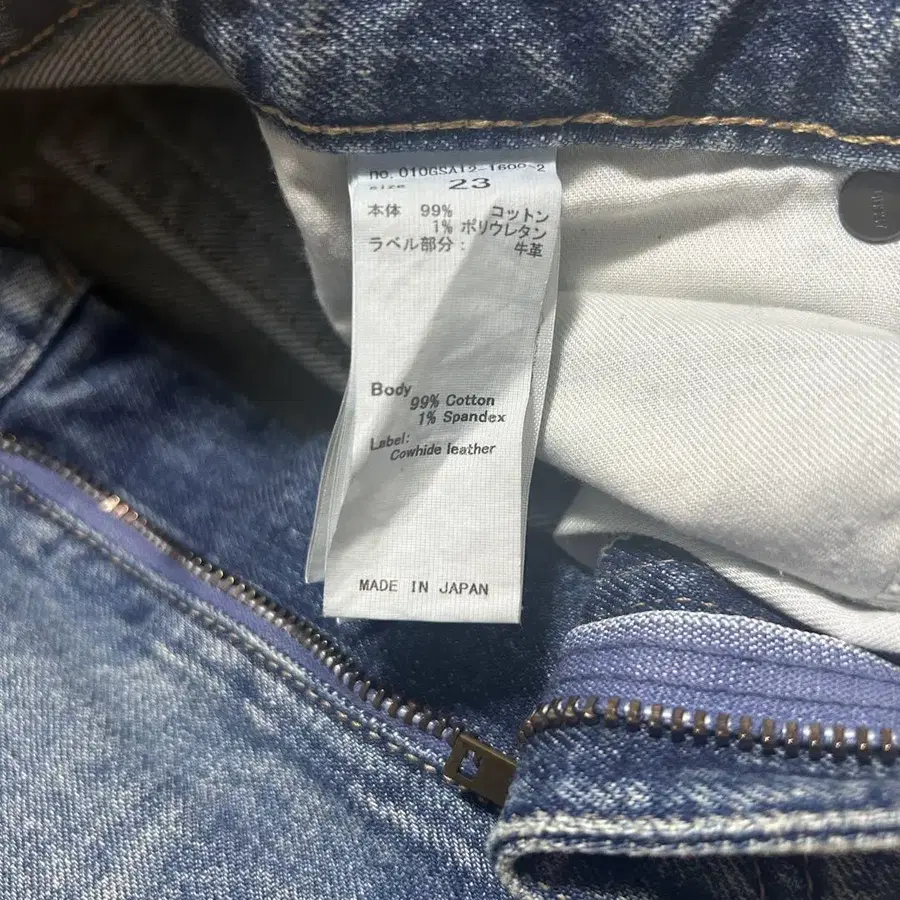 no. 010GSA12-1600-2
size 23
本体 99% コットン
1% ポリウレタン
ラベル部分: 牛革
Body
99% Cotton
1% Spandex
Label:
Cowhide leather
MADE IN JAPAN